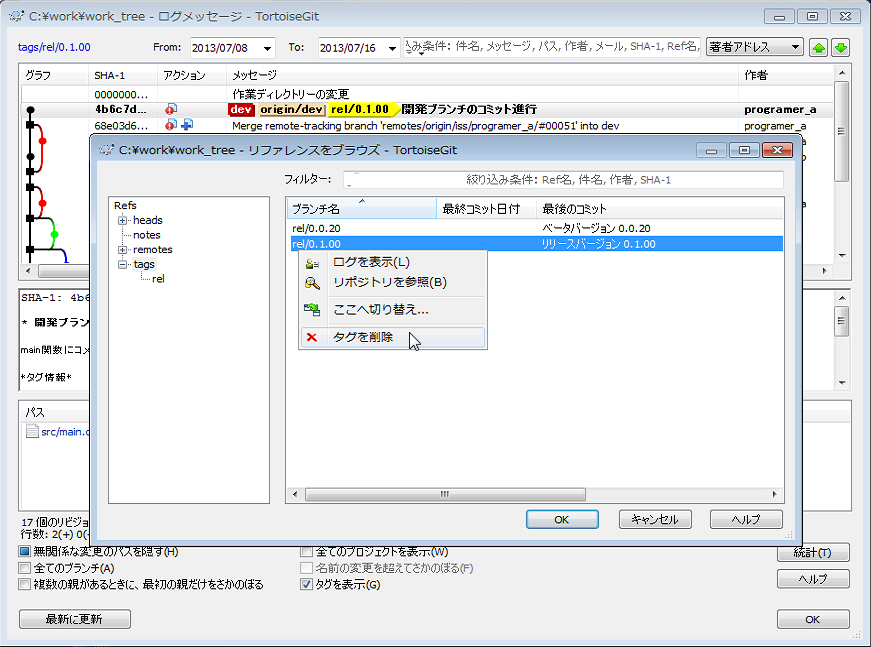 C:¥work¥work_tree - ログメッセージ - TortoiseGit
tags/rel/0.1.00 From: 2013/07/08 To: 2013/07/16 込み条件: 件名, メッセージ, パス, 作者, メール, SHA-1, Ref名, 著者アドレス
グラフ SHA-1 アクション メッセージ 作者
0000000... 作業ディレクトリーの変更
4b6c7d... dev origin/dev rel/0.1.00 開発ブランチのコミット進行 programer_a
68e03d6... Merge remote-tracking branch 'remotes/origin/iss/programer_a/#00051' into dev programer_a
C:¥work¥work_tree - リファレンスをブラウズ - TortoiseGit
フィルター: 絞り込み条件: Ref名, 件名, 作者, SHA-1
Refs
heads
notes
remotes
tags
rel
ブランチ名 最終コミット日付 最後のコミット
rel/0.0.20 ベータバージョン 0.0.20
rel/0.1.00 リリースバージョン 0.1.00
ログを表示(L)
リポジトリを参照(B)
ここへ切り替え...
タグを削除
OK キャンセル ヘルプ
SHA-1: 4b6
* 開発ブラン
main関数にコメ
*タグ情報*
パス
src/main.c
17 個のリビジョ
行数: 2(+) 0(-
無関係な変更のパスを隠す(H) 全てのプロジェクトを表示(W) 統計(T)
全てのブランチ(A) 名前の変更を超えてさかのぼる(F) ヘルプ
複数の親があるときに、最初の親だけをさかのぼる タグを表示(G)
最新に更新 OK